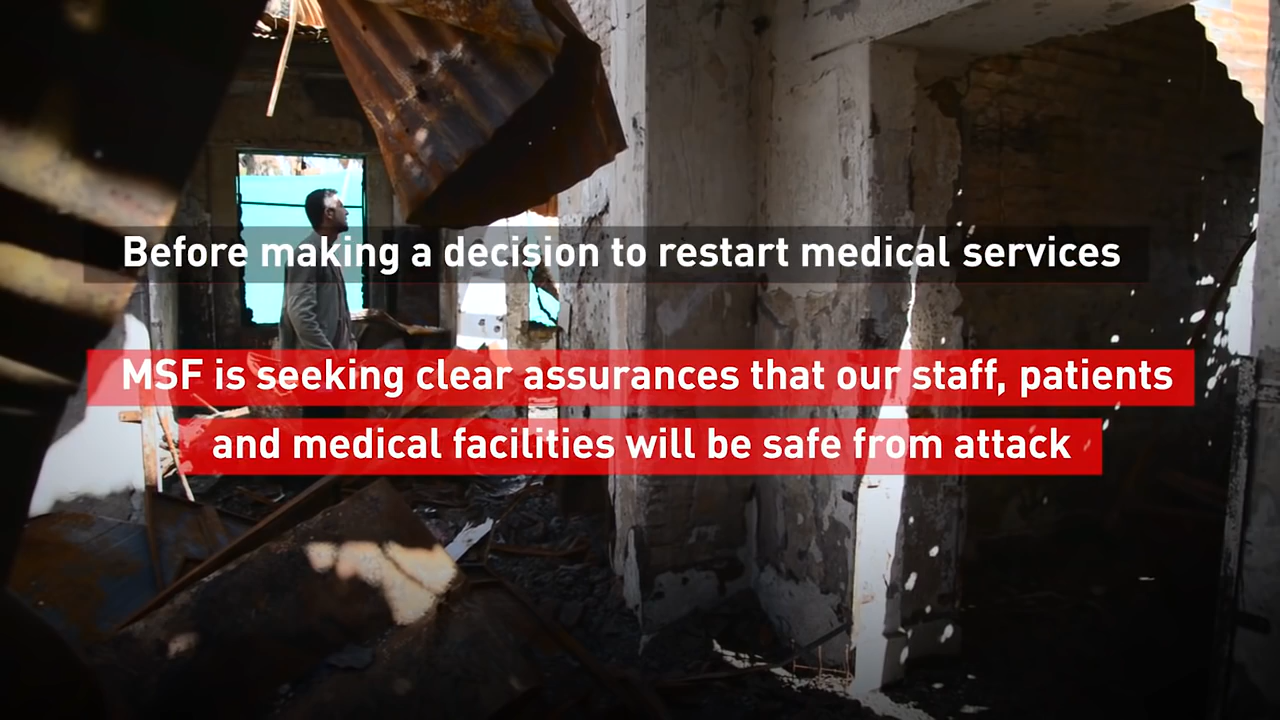 Before making a decision to restart medical services
MSF is seeking clear assurances that our staff, patients
and medical facilities will be safe from attack